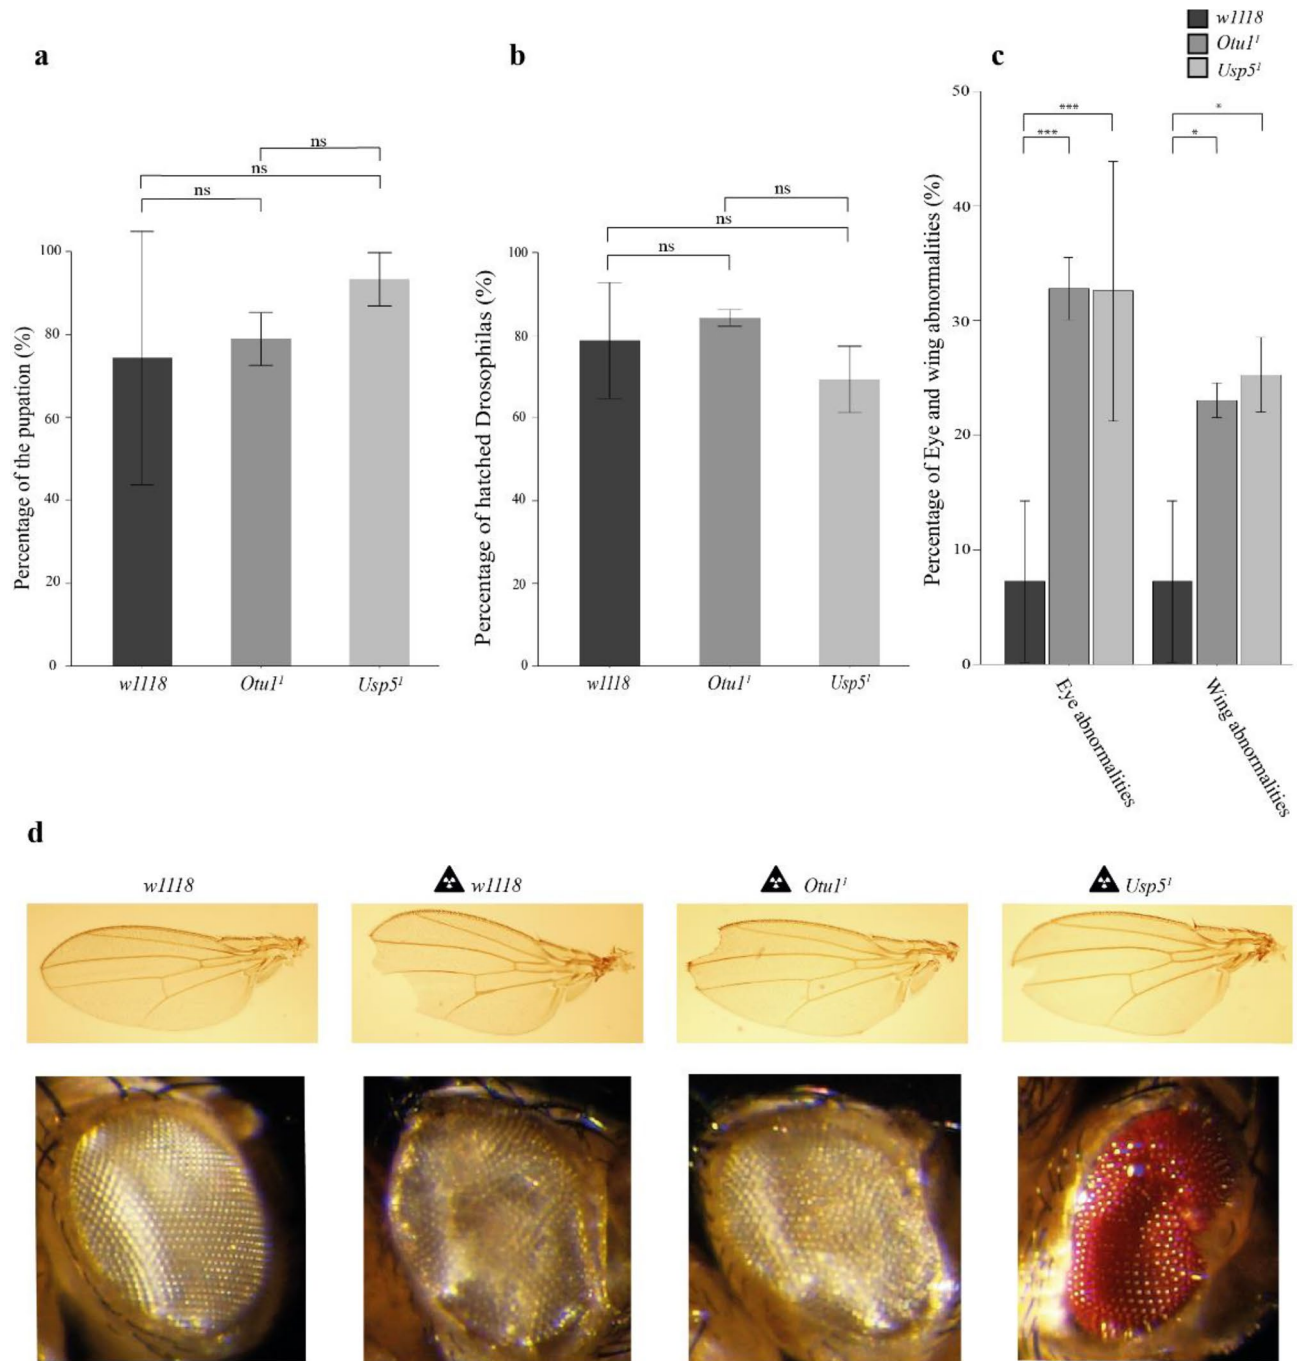 a
ns
ns
ns
100
80
60
40
20
0
Percentage of the pupation (%)
w1118
Otu1¹
Usp5¹
b
ns
ns
ns
100
80
60
40
20
0
Percentage of hatched Drosophilas (%)
w1118
Otu1¹
Usp5¹
c
w1118
Otu1¹
Usp5¹
***
***
*
*
50
40
30
20
10
0
Percentage of Eye and wing abnormalities (%)
Eye abnormalities
Wing abnormalities
d
w1118
w1118
Otu1¹
Usp5¹